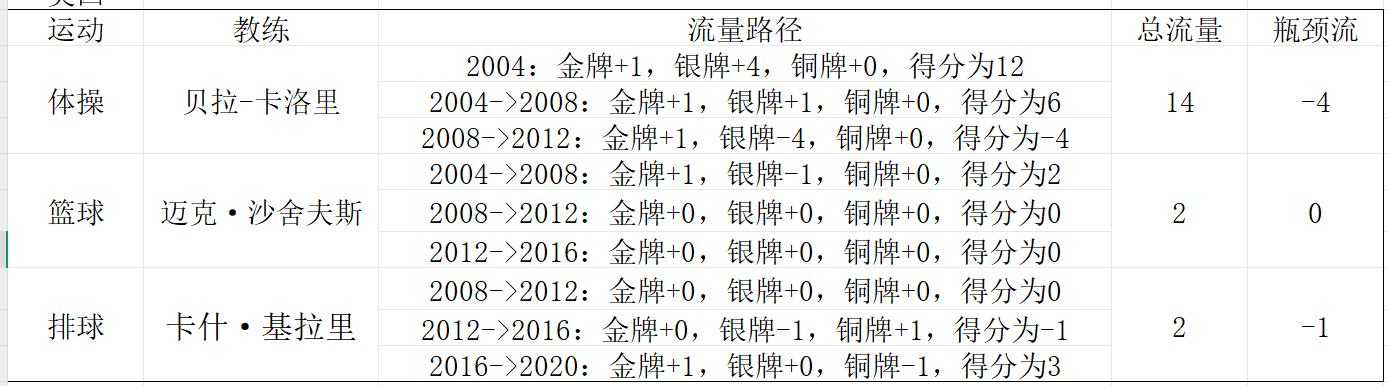 运动 教练 流量路径 总流量 瓶颈流
2004：金牌+1，银牌+4，铜牌+0，得分为12
体操 贝拉-卡洛里 2004->2008：金牌+1，银牌+1，铜牌+0，得分为6 14 -4
2008->2012：金牌+1，银牌-4，铜牌+0，得分为-4
2004->2008：金牌+1，银牌-1，铜牌+0，得分为2
篮球 迈克·沙舍夫斯 2008->2012：金牌+0，银牌+0，铜牌+0，得分为0 2 0
2012->2016：金牌+0，银牌+0，铜牌+0，得分为0
2008->2012：金牌+0，银牌+0，铜牌+0，得分为0
排球 卡什·基拉里 2012->2016：金牌+0，银牌-1，铜牌+1，得分为-1 2 -1
2016->2020：金牌+1，银牌+0，铜牌-1，得分为3